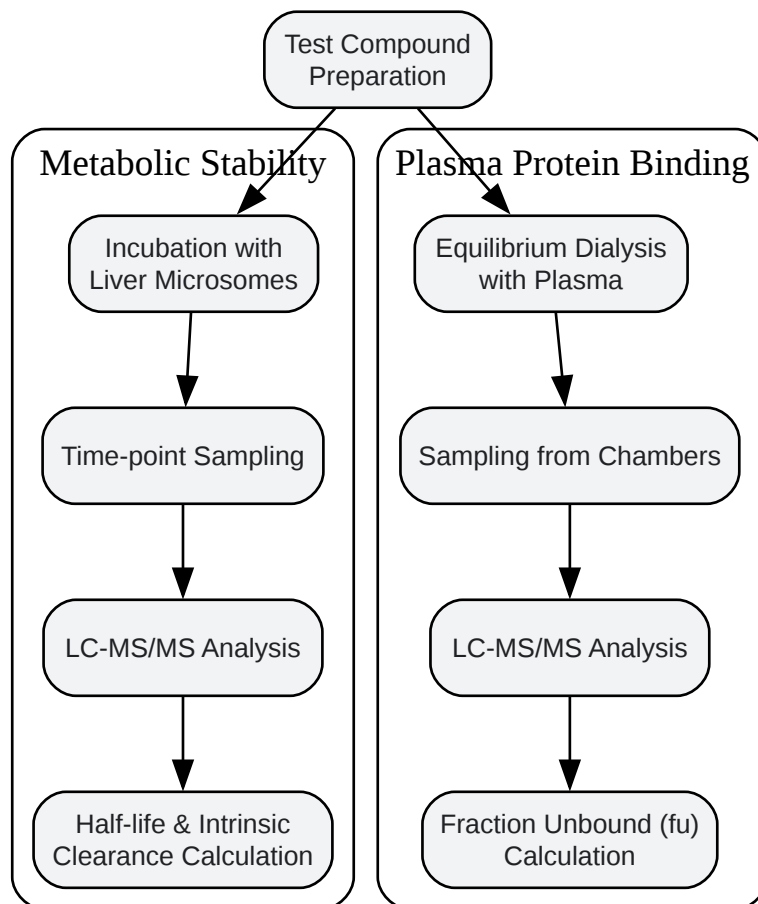 Test Compound
Preparation
Metabolic Stability
Incubation with
Liver Microsomes
Time-point Sampling
LC-MS/MS Analysis
Half-life & Intrinsic
Clearance Calculation
Plasma Protein Binding
Equilibrium Dialysis
with Plasma
Sampling from Chambers
LC-MS/MS Analysis
Fraction Unbound (fu)
Calculation